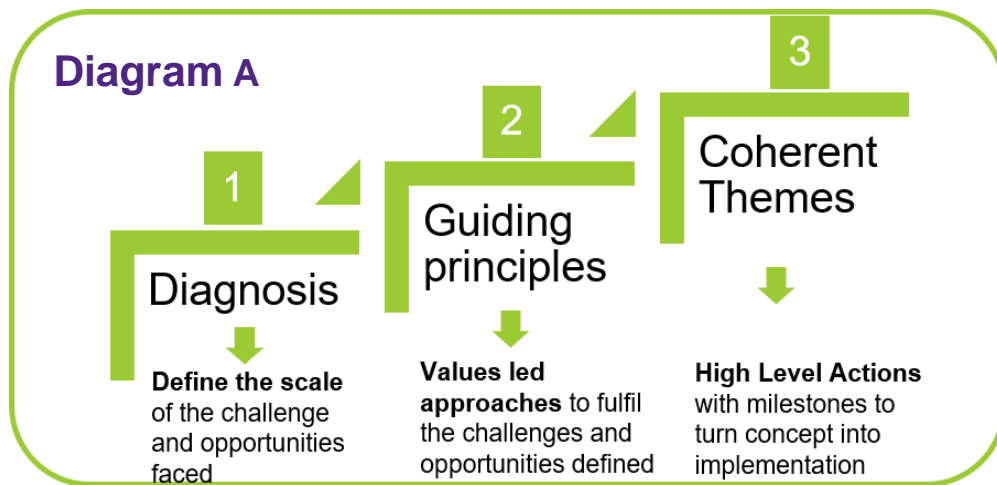 Diagram A
1
Diagnosis
Define the scale
of the challenge
and opportunities
faced
2
Guiding
principles
Values led
approaches to fulfil
the challenges and
opportunities defined
3
Coherent
Themes
High Level Actions
with milestones to
turn concept into
implementation